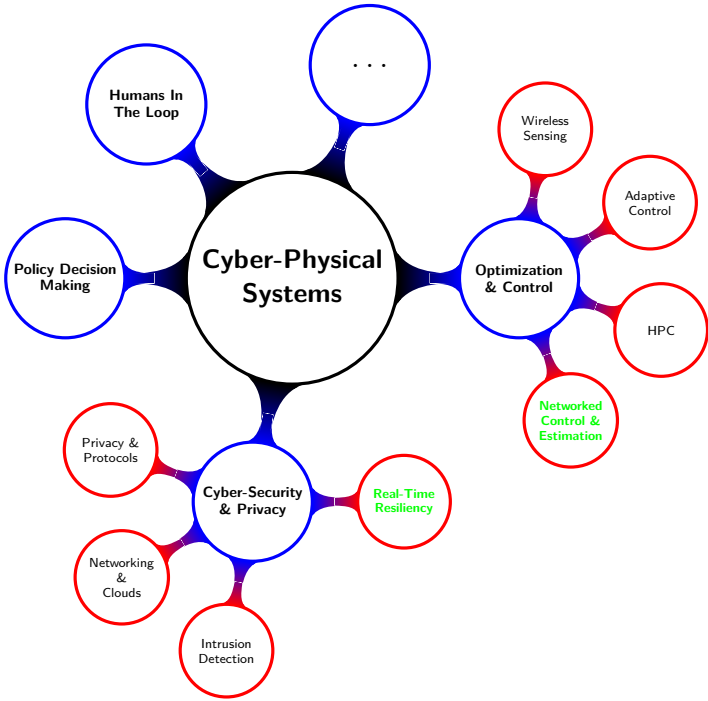 . . .
Humans In
The Loop
Wireless
Sensing
Adaptive
Control
Cyber-Physical
Systems
Policy Decision
Making
Optimization
& Control
HPC
Networked
Control &
Estimation
Privacy &
Protocols
Cyber-Security
& Privacy
Real-Time
Resiliency
Networking
&
Clouds
Intrusion
Detection